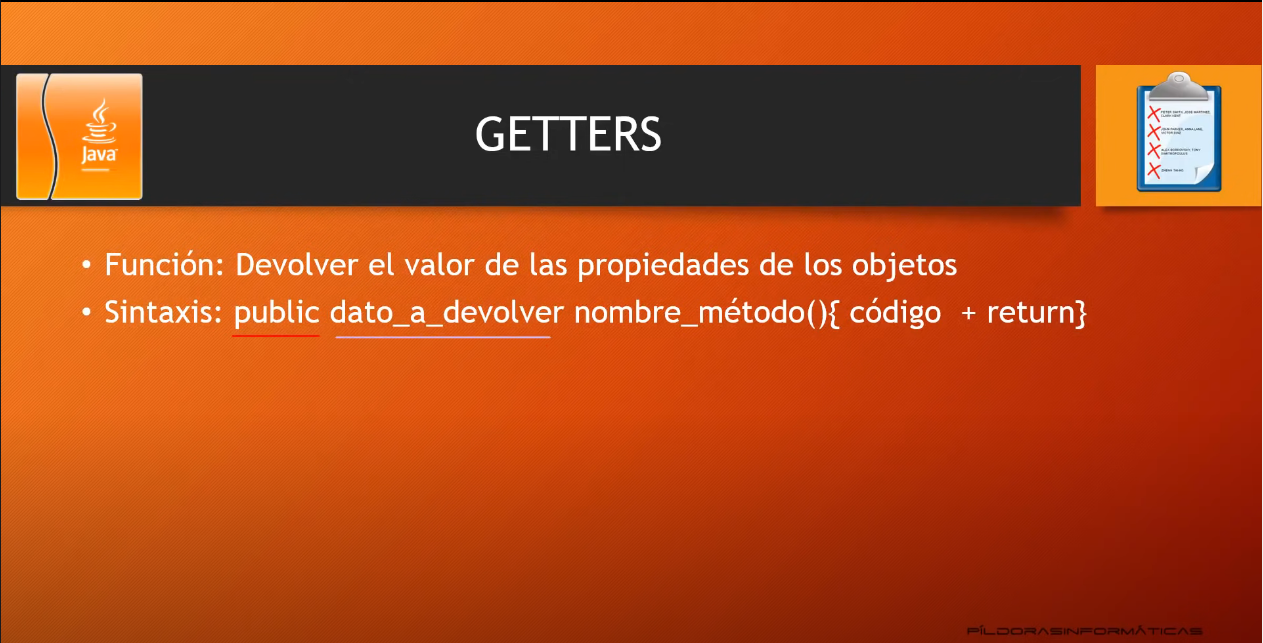 Java
GETTERS
• Función: Devolver el valor de las propiedades de los objetos
• Sintaxis: public dato_a_devolver nombre_método(){ código + return}
PÍLDORASINFORMÁTICAS